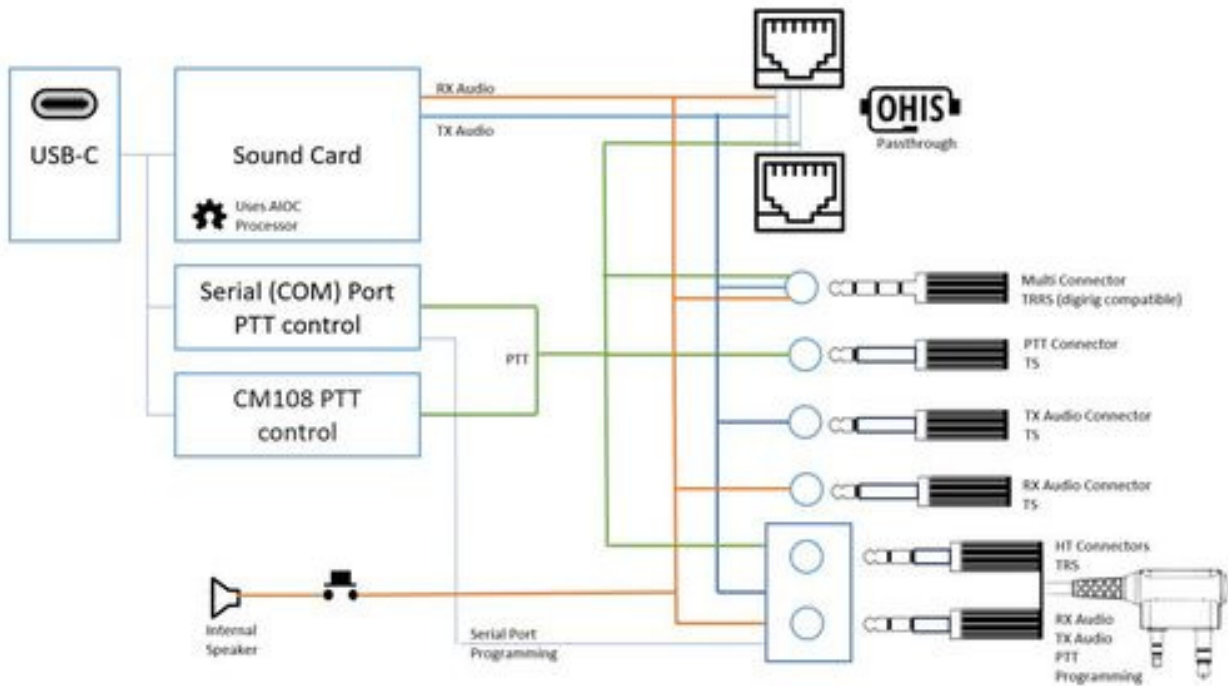 USB-C
Sound Card
Uses AIOC
Processor
RX Audio
TX Audio
OHIS
Passthrough
Serial (COM) Port
PTT control
CM108 PTT
control
PTT
Multi Connector
TRRS (digirig compatible)
PTT Connector
TS
TX Audio Connector
TS
RX Audio Connector
TS
HT Connectors
TRS
RX Audio
TX Audio
PTT
Programming
Internal
Speaker
Serial Port
Programming